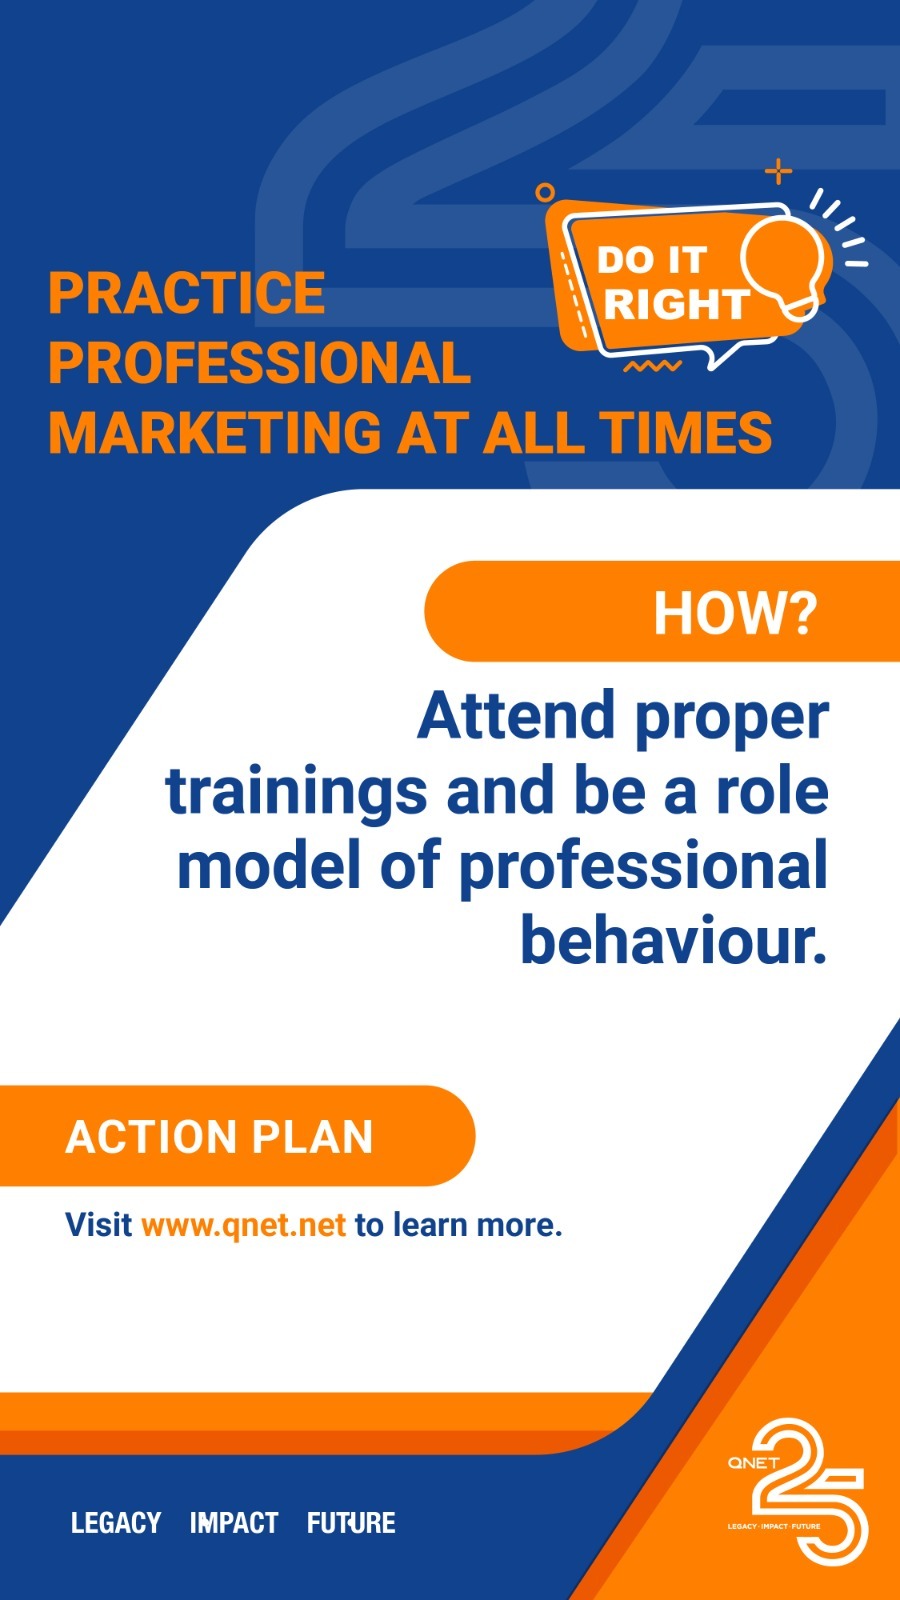 DO IT
RIGHT
PRACTICE
PROFESSIONAL
MARKETING AT ALL TIMES
HOW?
Attend proper
trainings and be a role
model of professional
behaviour.
ACTION PLAN
Visit www.qnet.net to learn more.
LEGACY IMPACT FUTURE
QNET 25
LEGACY · IMPACT · FUTURE